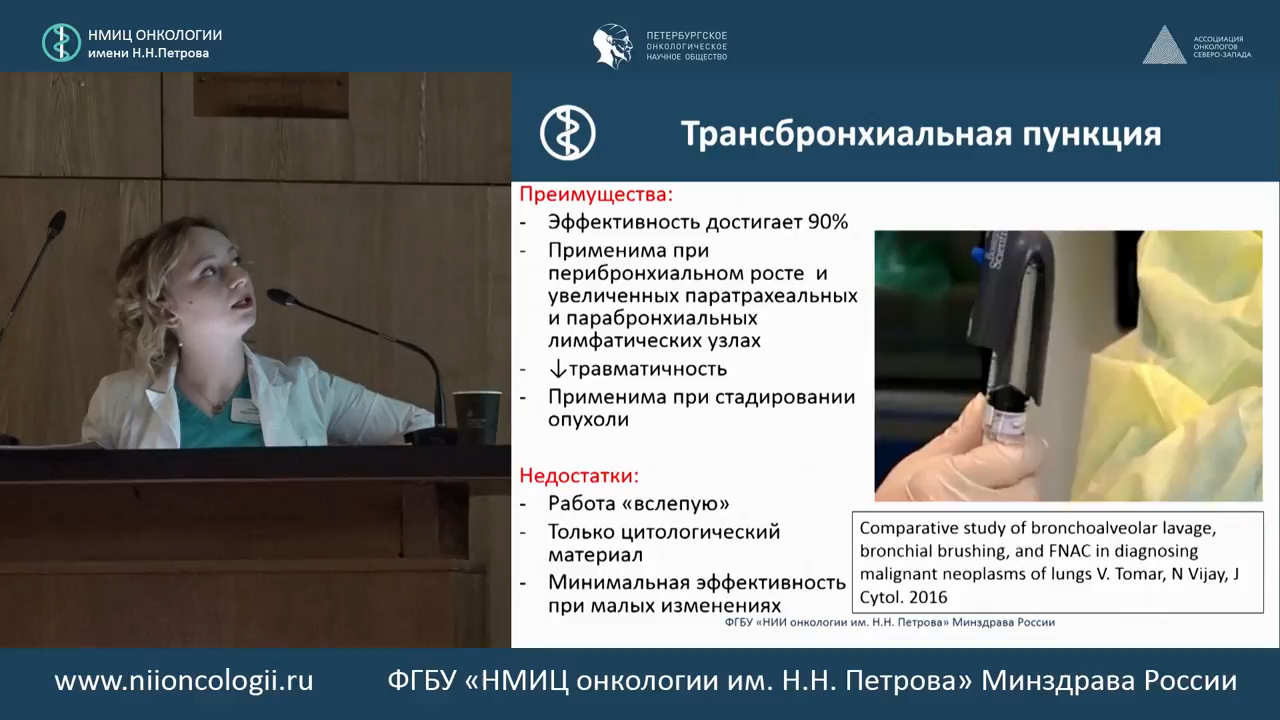 НМИЦ ОНКОЛОГИИ
имени Н.Н.Петрова
ПЕТЕРБУРГСКОЕ
ОНКОЛОГИЧЕСКОЕ
НАУЧНОЕ ОБЩЕСТВО
АССОЦИАЦИЯ
ОНКОЛОГОВ
СЕВЕРО-ЗАПАДА
Трансбронхиальная пункция
Преимущества:
- Эффективность достигает 90%
- Применима при
перибронхиальном росте и
увеличенных паратрахеальных
и парабронхиальных
лимфатических узлах
- ↓травматичность
- Применима при стадировании
опухоли
Недостатки:
- Работа «вслепую»
- Только цитологический
материал
- Минимальная эффективность
при малых изменениях
Comparative study of bronchoalveolar lavage,
bronchial brushing, and FNAC in diagnosing
malignant neoplasms of lungs V. Tomar, N Vijay, J
Cytol. 2016
ФГБУ «НИИ онкологии им. Н.Н. Петрова» Минздрава России
www.niioncologii.ru
ФГБУ «НМИЦ онкологии им. Н.Н. Петрова» Минздрава России